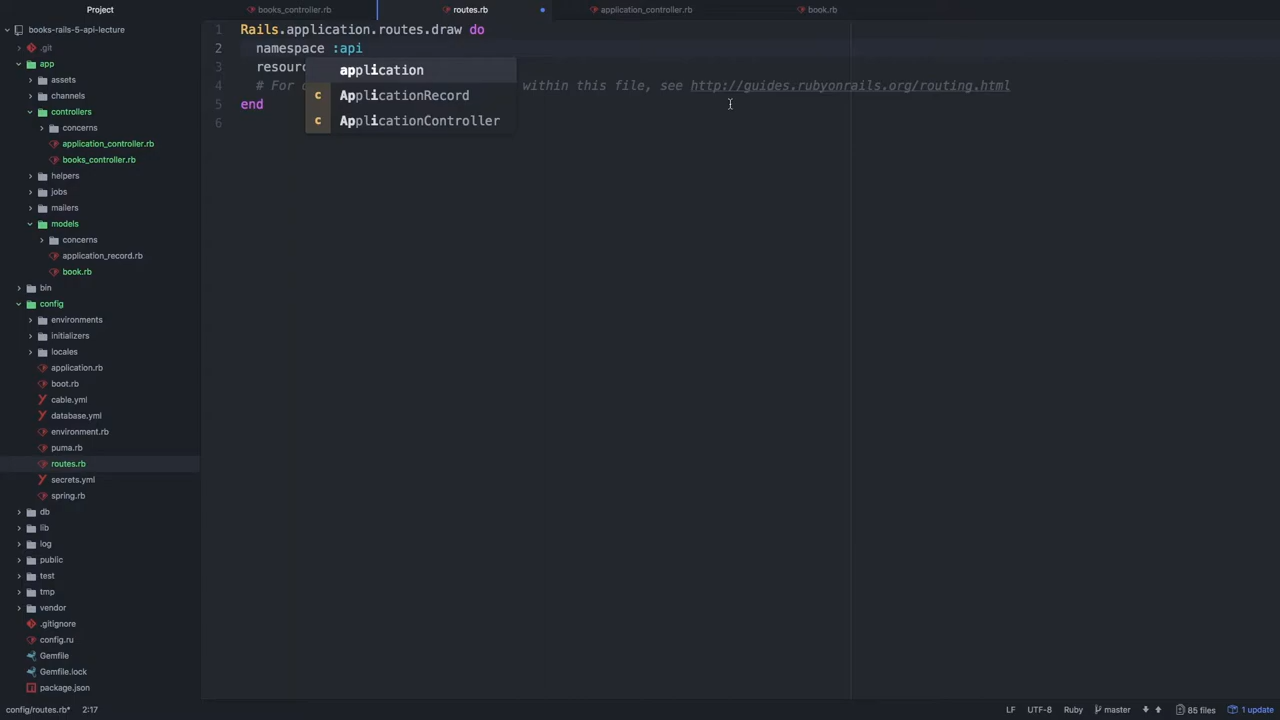 Project
books_controller.rb
routes.rb
application_controller.rb
book.rb
books-rails-5-api-lecture
.git
app
assets
channels
controllers
concerns
application_controller.rb
books_controller.rb
helpers
jobs
mailers
models
concerns
application_record.rb
book.rb
bin
config
environments
initializers
locales
application.rb
boot.rb
cable.yml
database.yml
environment.rb
puma.rb
routes.rb
secrets.yml
spring.rb
db
lib
log
public
test
tmp
vendor
.gitignore
config.ru
Gemfile
Gemfile.lock
package.json
1 Rails.application.routes.draw do
2 namespace :api
3 resourc
4 # For within this file, see http://guides.rubyonrails.org/routing.html
5 end
6
application
c ApplicationRecord
c ApplicationController
config/routes.rb* 2:17
LF UTF-8 Ruby master 85 files 1 update